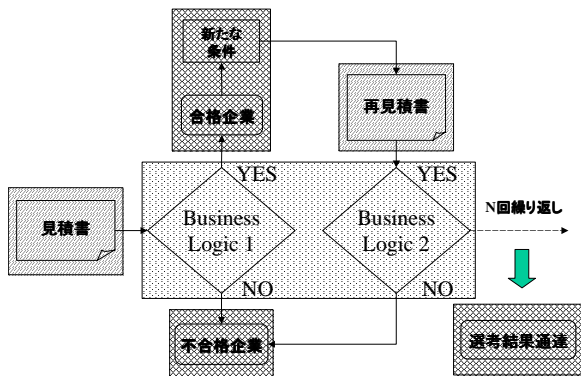 新たな
条件
合格企業
再見積書
YES
YES
見積書
Business
Logic 1
Business
Logic 2
N回繰り返し
NO
NO
不合格企業
選考結果通達